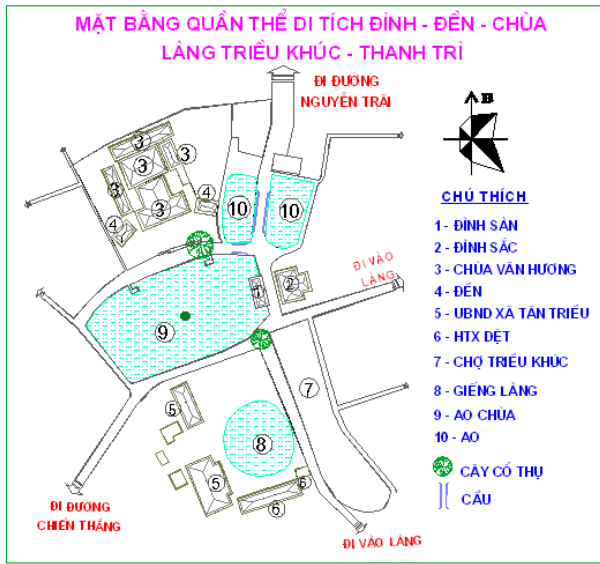 MẶT BẰNG QUẦN THỂ DI TÍCH ĐÌNH - ĐỀN - CHÙA
LÀNG TRIỀU KHÚC - THANH TRÌ
ĐI ĐƯỜNG
NGUYỄN TRÃI
B
3
3
3
3
3
4
4
10
10
1
2
ĐI VÀO
LÀNG
9
7
5
8
5
6
6
ĐI ĐƯỜNG
CHIẾN THẮNG
ĐI VÀO LÀNG
CHÚ THÍCH
1 - ĐÌNH SÀN
2 - ĐÌNH SẮC
3 - CHÙA VĂN HƯƠNG
4 - ĐỀN
5 - UBND XÃ TÂN TRIỀU
6 - HTX DỆT
7 - CHỢ TRIỀU KHÚC
8 - GIẾNG LÀNG
9 - AO CHÙA
10 - AO
CÂY CỔ THỤ
CẦU